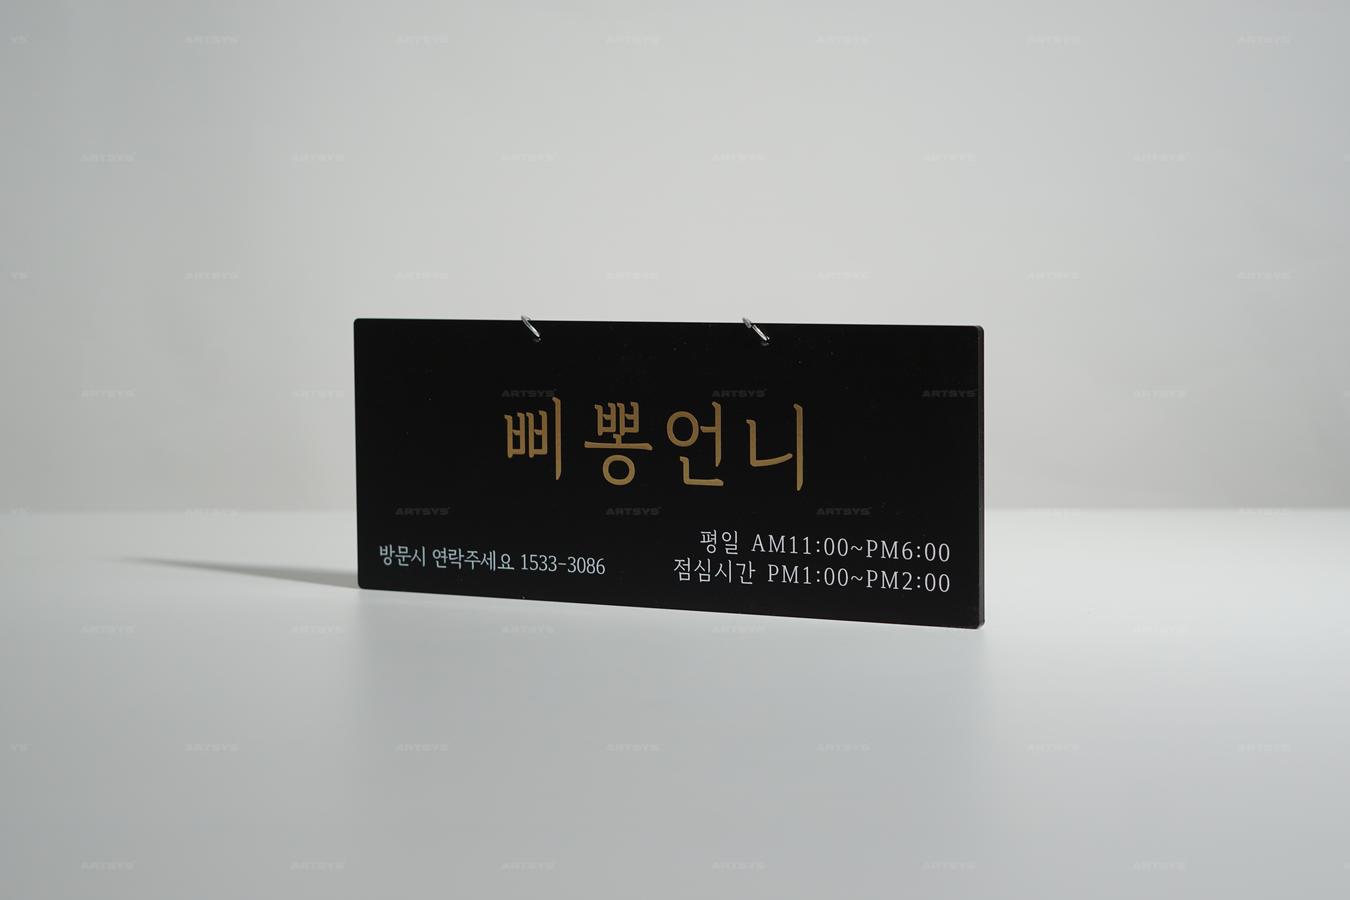 삐뽕언니
방문시 연락주세요 1533-3086
평일 AM11:00~PM6:00
점심시간 PM1:00~PM2:00
ARTSYS